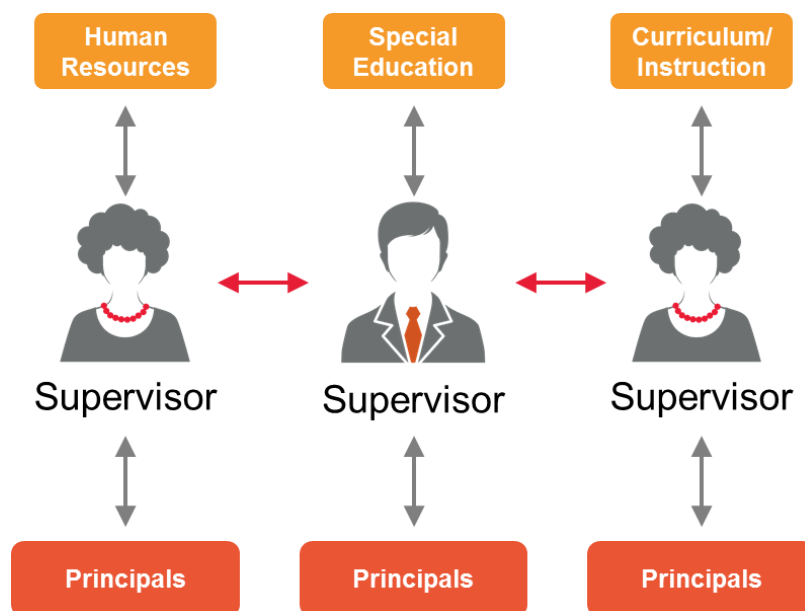 Human
Resources
Special
Education
Curriculum/
Instruction
Supervisor
Supervisor
Supervisor
Principals
Principals
Principals